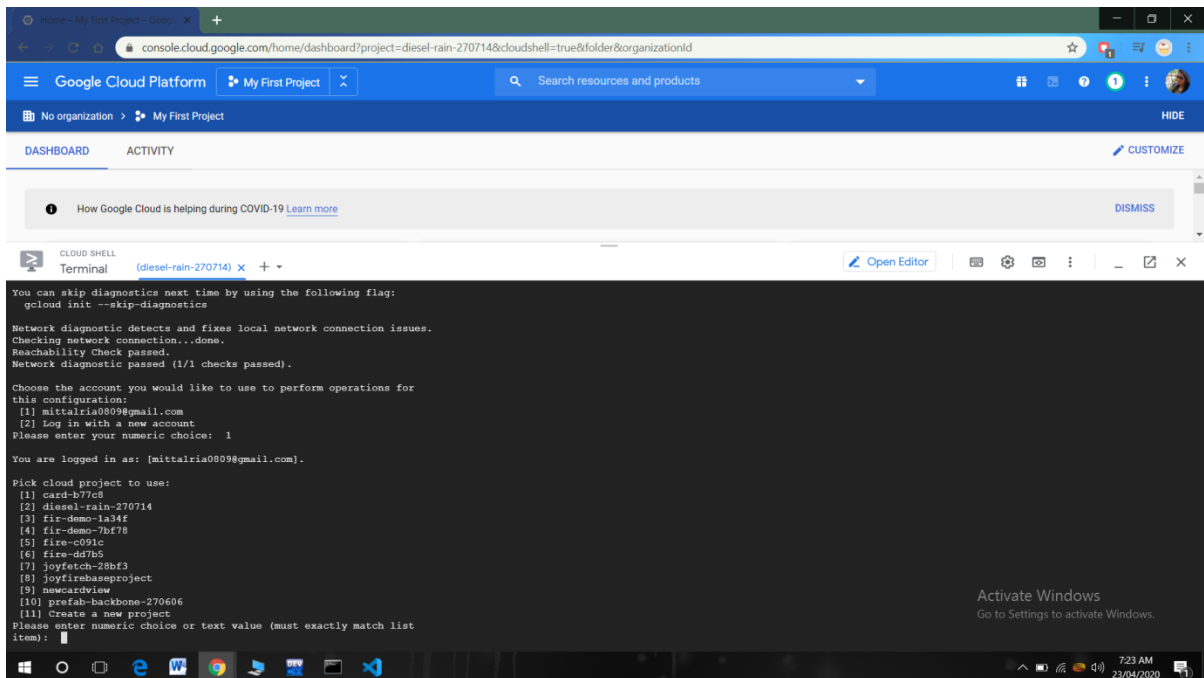 Home – My First Project – Goog
console.cloud.google.com/home/dashboard?project=diesel-rain-270714&cloudshell=true&folder&organizationId
1
Google Cloud Platform My First Project Search resources and products 1
No organization > My First Project HIDE
DASHBOARD ACTIVITY CUSTOMIZE
How Google Cloud is helping during COVID-19 Learn more DISMISS
CLOUD SHELL
Terminal (diesel-rain-270714) Open Editor
You can skip diagnostics next time by using the following flag:
gcloud init --skip-diagnostics
Network diagnostic detects and fixes local network connection issues.
Checking network connection...done.
Reachability Check passed.
Network diagnostic passed (1/1 checks passed).
Choose the account you would like to use to perform operations for
this configuration:
[1] mittalria0809@gmail.com
[2] Log in with a new account
Please enter your numeric choice: 1
You are logged in as: [mittalria0809@gmail.com].
Pick cloud project to use:
[1] card-b77c8
[2] diesel-rain-270714
[3] fir-demo-1a34f
[4] fir-demo-7bf78
[5] fire-c091c
[6] fire-dd7b5
[7] joyfetch-28bf3
[8] joyfirebaseproject
[9] newcardview
[10] prefab-backbone-270606
[11] Create a new project
Please enter numeric choice or text value (must exactly match list
item):
Activate Windows
Go to Settings to activate Windows.
DEV
7:23 AM
23/04/2020